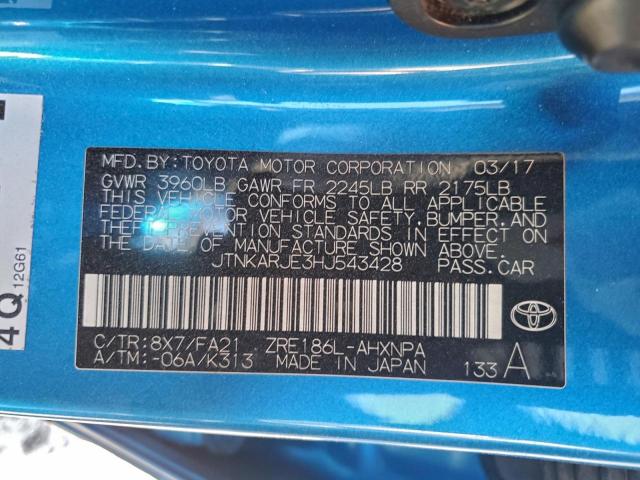 MFD. BY: TOYOTA MOTOR CORPORATION 03/17
GVWR 3960LB GAWR FR 2245LB RR 2175LB
THIS VEHICLE CONFORMS TO ALL APPLICABLE
FEDERAL MOTOR VEHICLE SAFETY, BUMPER, AND
THEFT PREVENTION STANDARDS IN EFFECT ON
THE DATE OF MANUFACTURE SHOWN ABOVE.
JTNKARJE3HJ543428 PASS. CAR
C/TR: 8X7/FA21 ZRE186L-AHXNPA
A/TM: -06A/K313 MADE IN JAPAN 133 A
4Q 12G61